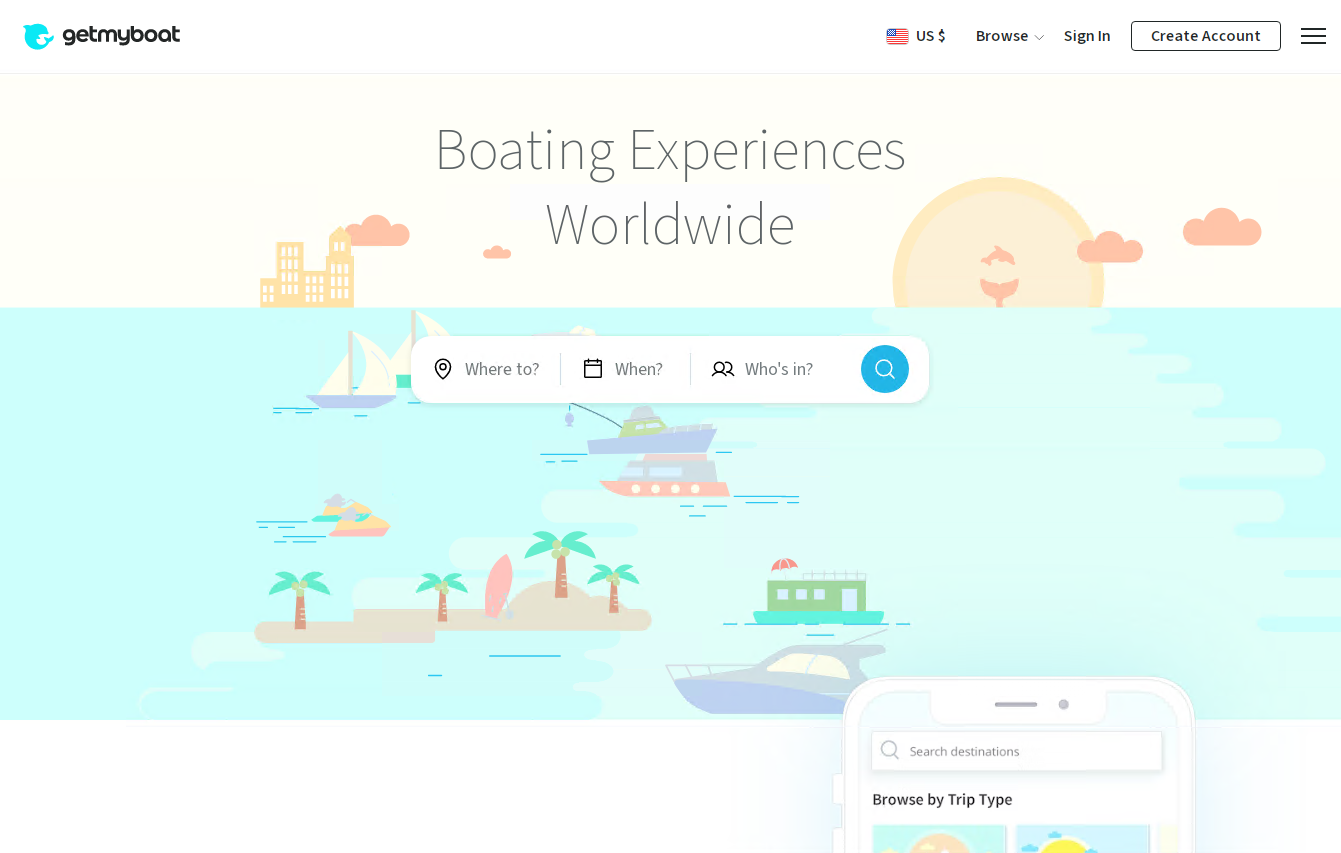 getmyboat
US $
Browse
Sign In
Create Account
Boating Experiences
Worldwide
Where to?
When?
Who's in?
Search destinations
Browse by Trip Type